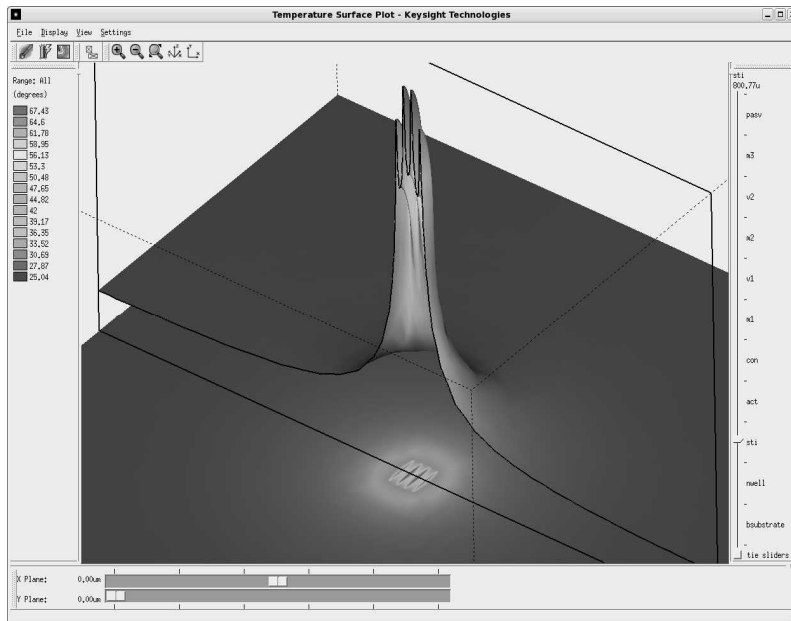 Temperature Surface Plot - Keysight Technologies
File Display View Settings
Range: All
(degrees)
67.43
64.6
61.78
58.95
56.13
53.3
50.48
47.65
44.82
42
39.17
36.35
33.52
30.69
27.87
25.04
sti
800.77u
pasv
m3
v2
m2
v1
m1
con
act
sti
nwell
bsubstrate
tie sliders
X Plane: 0.00um
Y Plane: 0.00um